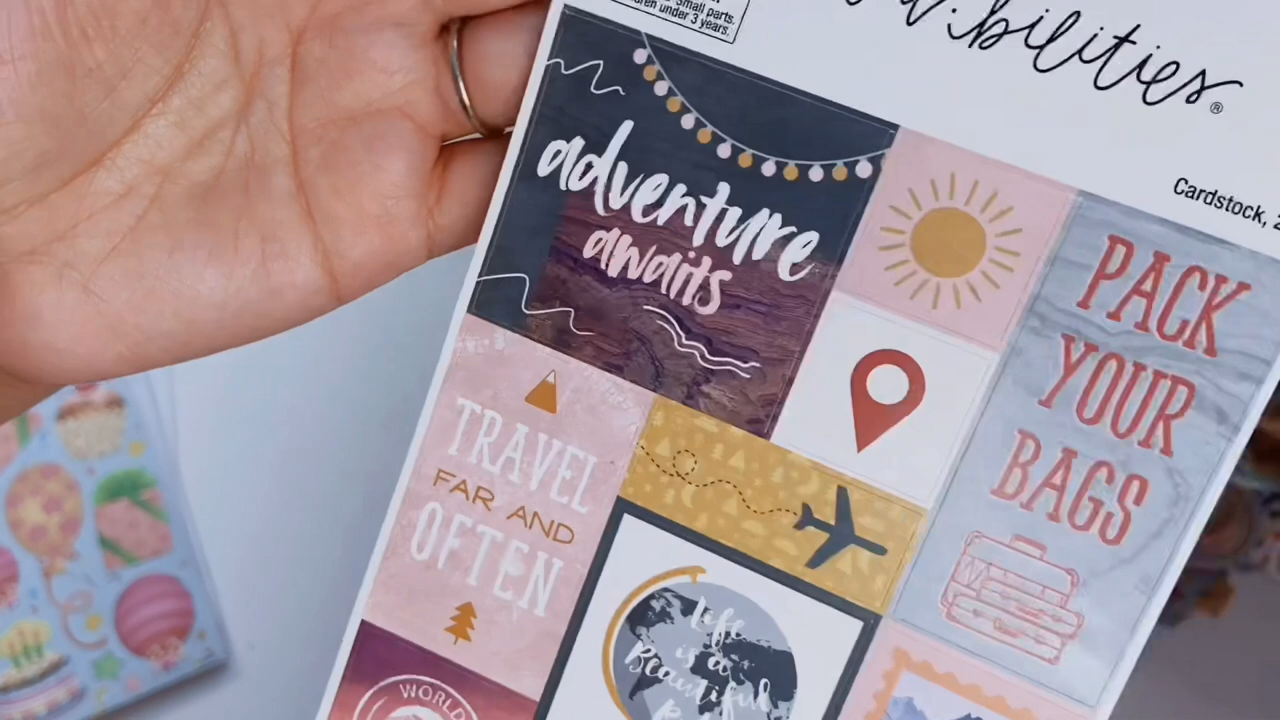 Small parts.
under 3 years.
bilities®
Cardstock,
adventure
awaits
PACK
YOUR
BAGS
TRAVEL
FAR AND
OFTEN
life
is a
Beautiful
WORLD